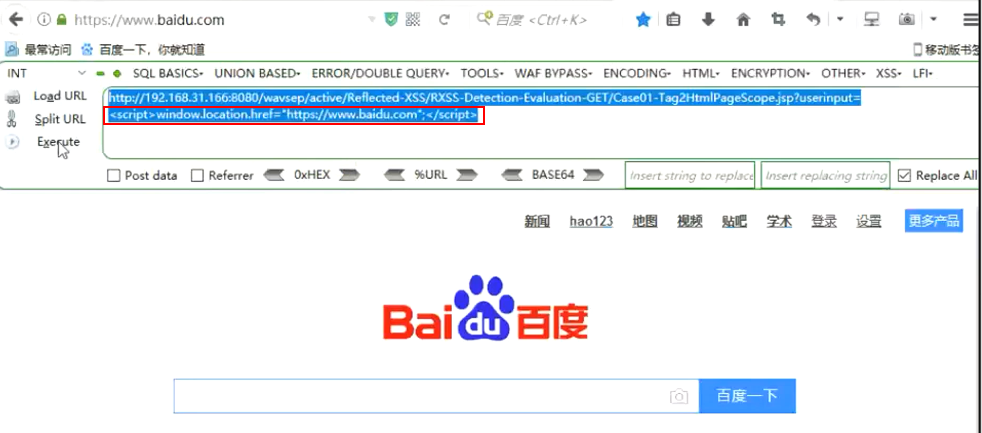 https://www.baidu.com
百度 <Ctrl+K>
最常访问 百度一下，你就知道 移动版书签
INT SQL BASICS UNION BASED ERROR/DOUBLE QUERY TOOLS WAF BYPASS ENCODING HTML ENCRYPTION OTHER XSS LFI
Load URL http://192.168.31.166:8080/wavsep/active/Reflected-XSS/RXSS-Detection-Evaluation-GET/Case01-Tag2HtmlPageScope.jsp?userinput=
Split URL <script>window.location.href="https://www.baidu.com";</script>
Execute
Post data Referrer 0xHEX %URL BASE64 Insert string to replace Insert replacing string Replace All
新闻 hao123 地图 视频 贴吧 学术 登录 设置 更多产品
Bai du 百度
百度一下